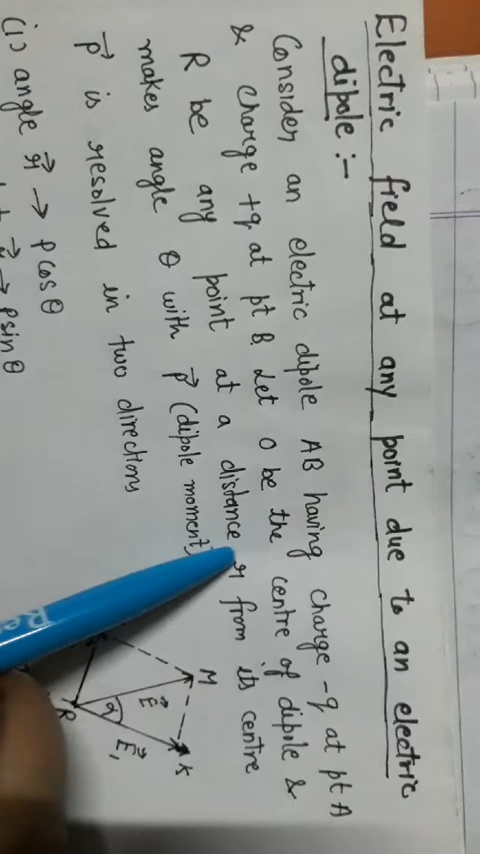 Electric field at any point due to an electric
dipole :-
Consider an electric dipole AB having charge -q at pt A
& charge +q at pt B. Let O be the centre of dipole &
R be any point at a distance r from its centre
makes angle θ with p⃗ (dipole moment)
p⃗ is resolved in two directions
(i) angle r⃗ → p cos θ
r⃗ → p sin θ
M
E⃗
K
α
E⃗₁
R
Re